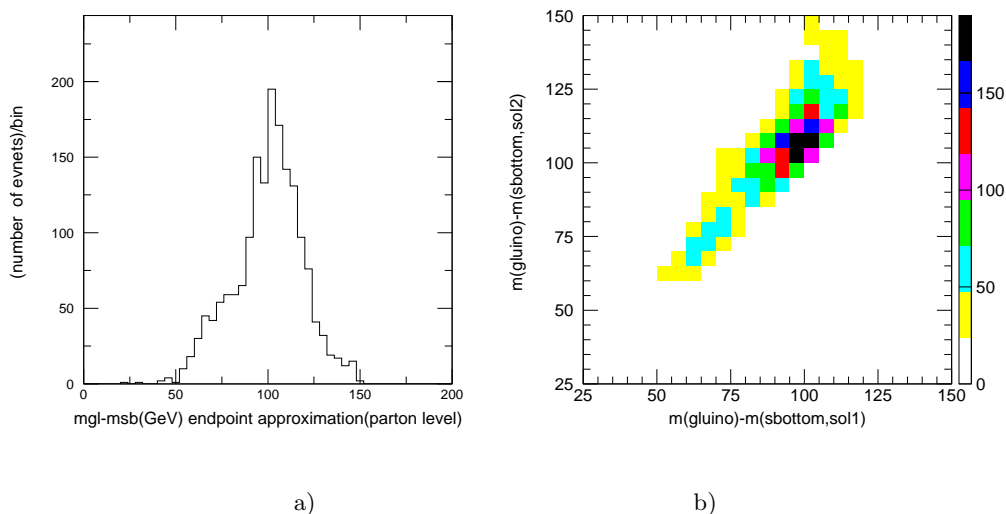 (number of evnets)/bin
200
150
100
50
0
0 50 100 150 200
mgl-msb(GeV) endpoint approximation(parton level)
a)
m(gluino)-m(sbottom,sol2)
150
125
100
75
50
25
25 50 75 100 125 150
m(gluino)-m(sbottom,sol1)
150
100
50
0
b)